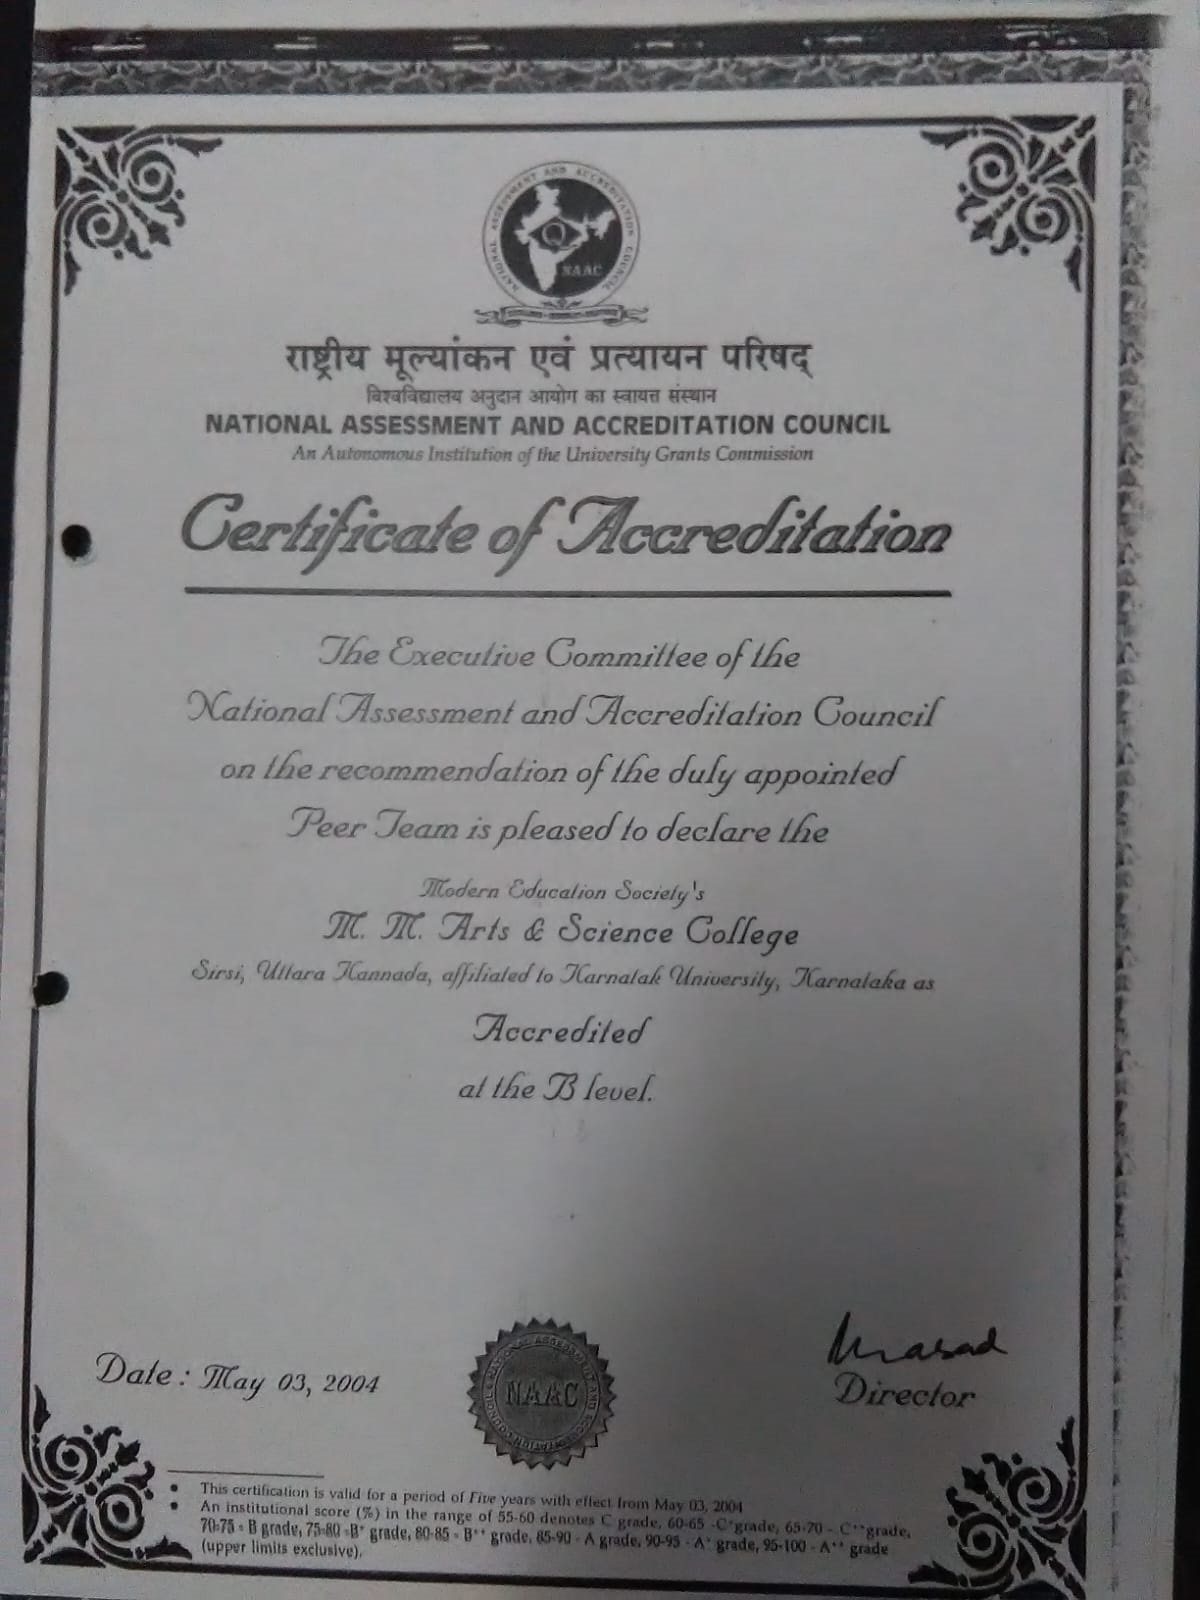 NATIONAL ASSESSMENT AND ACCREDITATION COUNCIL
Q
NAAC
राष्ट्रीय मूल्यांकन एवं प्रत्यायन परिषद्
विश्वविद्यालय अनुदान आयोग का स्वायत्त संस्थान
NATIONAL ASSESSMENT AND ACCREDITATION COUNCIL
An Autonomous Institution of the University Grants Commission
Certificate of Accreditation
The Executive Committee of the
National Assessment and Accreditation Council
on the recommendation of the duly appointed
Peer Team is pleased to declare the
Modern Education Society's
M. M. Arts & Science College
Sirsi, Uttara Kannada, affiliated to Karnatak University, Karnataka as
Accredited
at the B level.
Date : May 03, 2004
NAAC
Director
• This certification is valid for a period of Five years with effect from May 03, 2004
• An institutional score (%) in the range of 55-60 denotes C grade, 60-65 -C⁺grade, 65-70 - C⁺⁺grade,
70-75 - B grade, 75-80 -B⁺ grade, 80-85 - B⁺⁺ grade, 85-90 - A grade, 90-95 - A⁺ grade, 95-100 - A⁺⁺ grade
(upper limits exclusive).